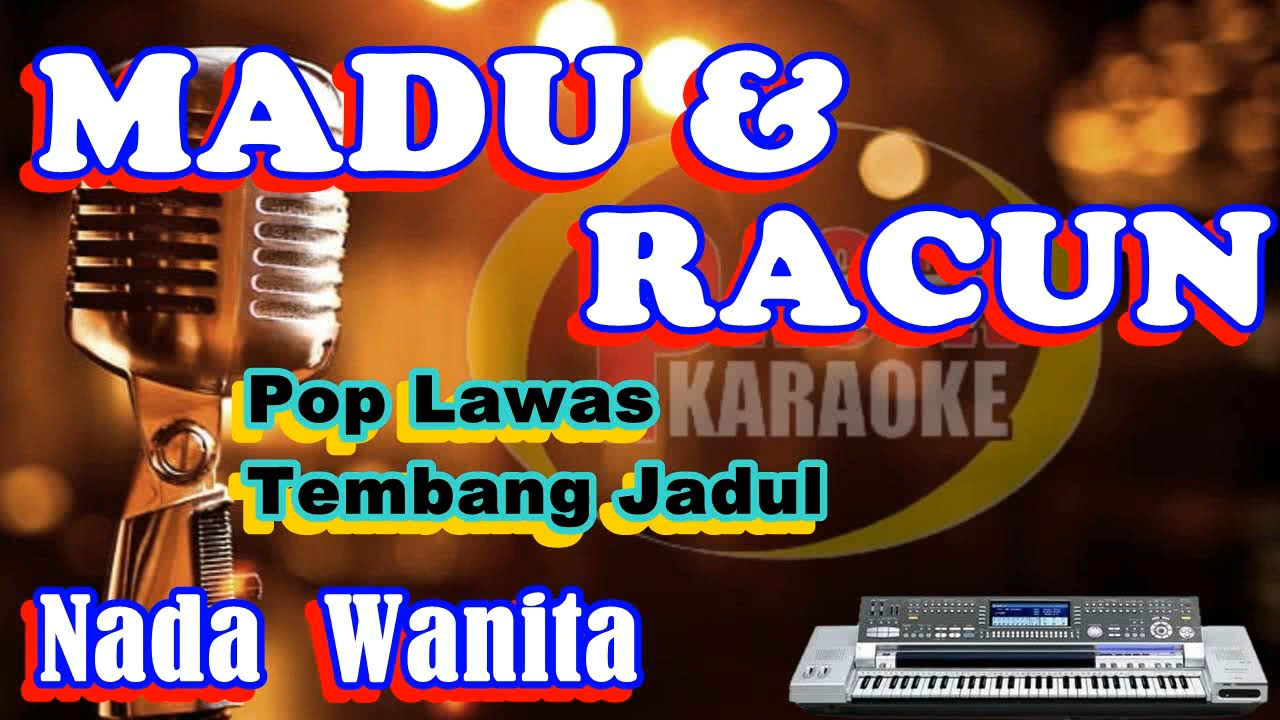 MADU &
RACUN
KARAOKE
Pop Lawas
Tembang Jadul
Nada Wanita